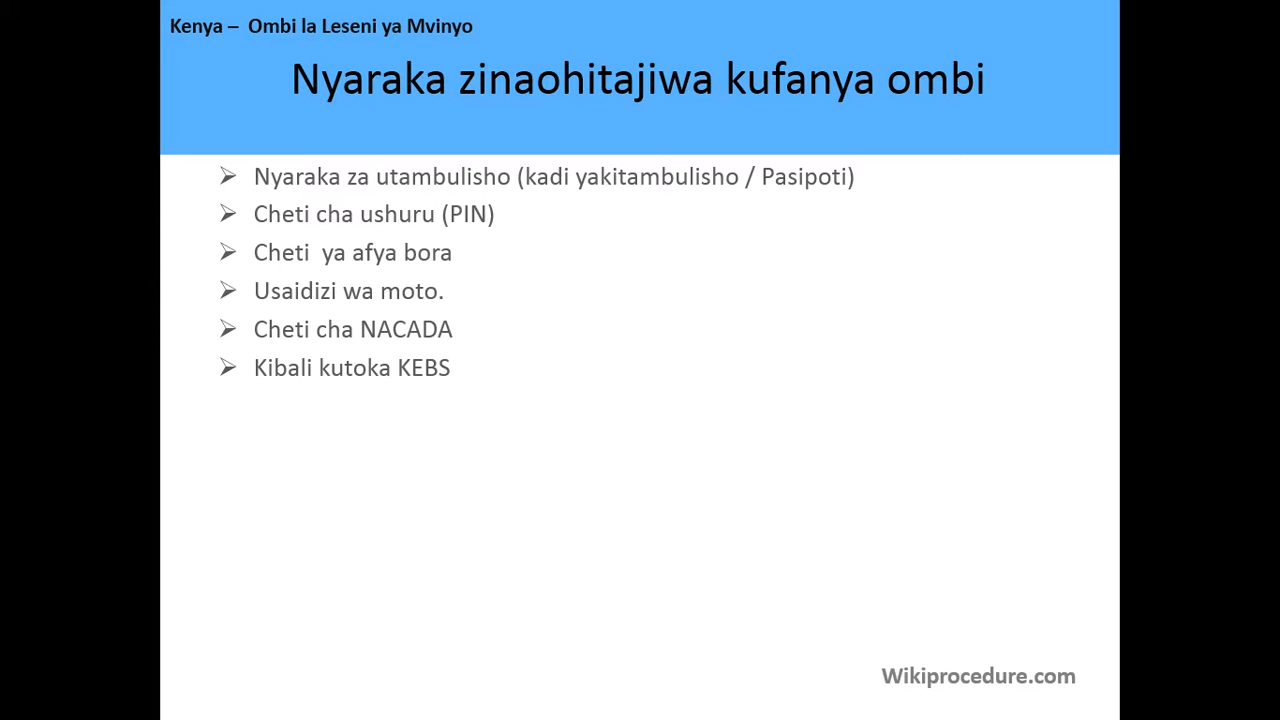 Kenya – Ombi la Leseni ya Mvinyo
Nyaraka zinaohitajiwa kufanya ombi
➢ Nyaraka za utambulisho (kadi yakitambulisho / Pasipoti)
➢ Cheti cha ushuru (PIN)
➢ Cheti ya afya bora
➢ Usaidizi wa moto.
➢ Cheti cha NACADA
➢ Kibali kutoka KEBS
Wikiprocedure.com